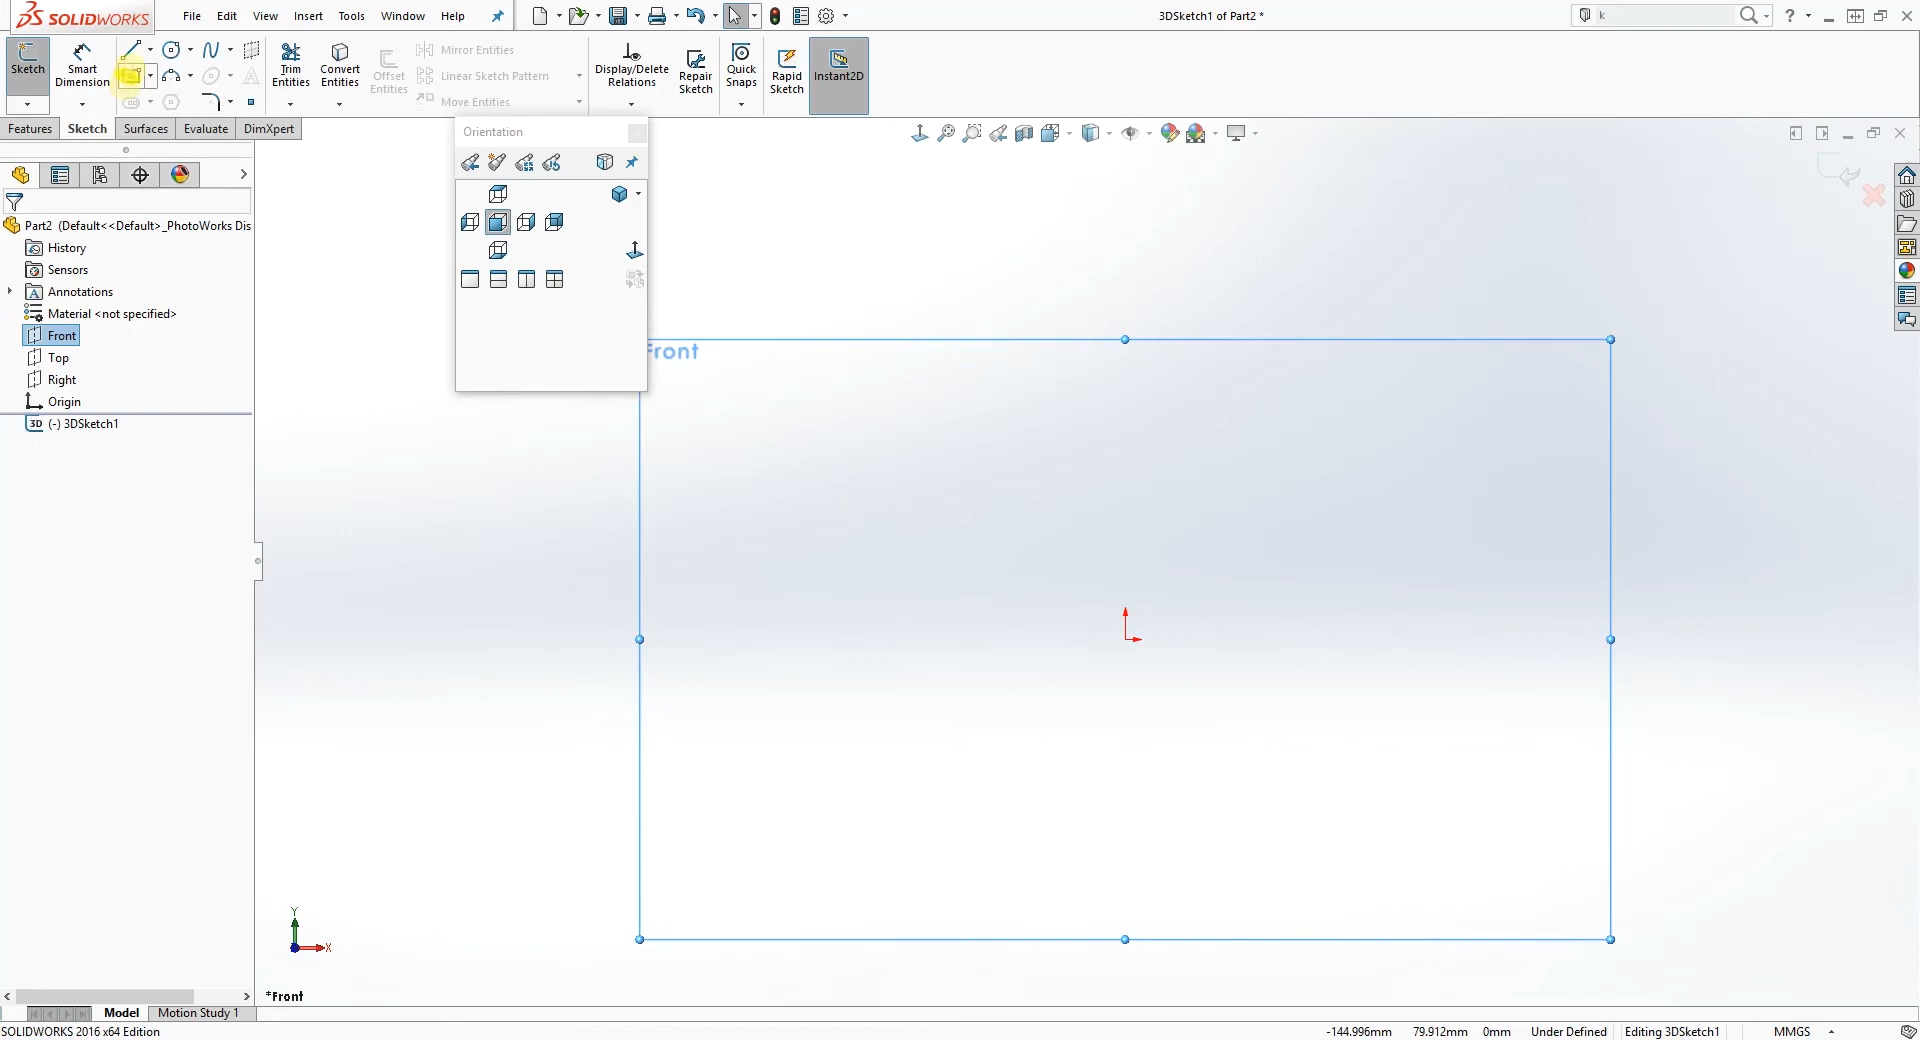 SOLIDWORKS
File Edit View Insert Tools Window Help
3DSketch1 of Part2 *
k
?
Sketch
Smart
Dimension
Trim
Entities
Convert
Entities
Offset
Entities
Mirror Entities
Linear Sketch Pattern
Move Entities
Display/Delete
Relations
Repair
Sketch
Quick
Snaps
Rapid
Sketch
Instant2D
Features Sketch Surfaces Evaluate DimXpert
Orientation
Part2 (Default<<Default>_PhotoWorks Dis
History
Sensors
A Annotations
Material <not specified>
Front
Top
Right
Origin
3D (-) 3DSketch1
Front
Y
X
*Front
Model Motion Study 1
SOLIDWORKS 2016 x64 Edition
-144.996mm 79.912mm 0mm Under Defined Editing 3DSketch1 MMGS